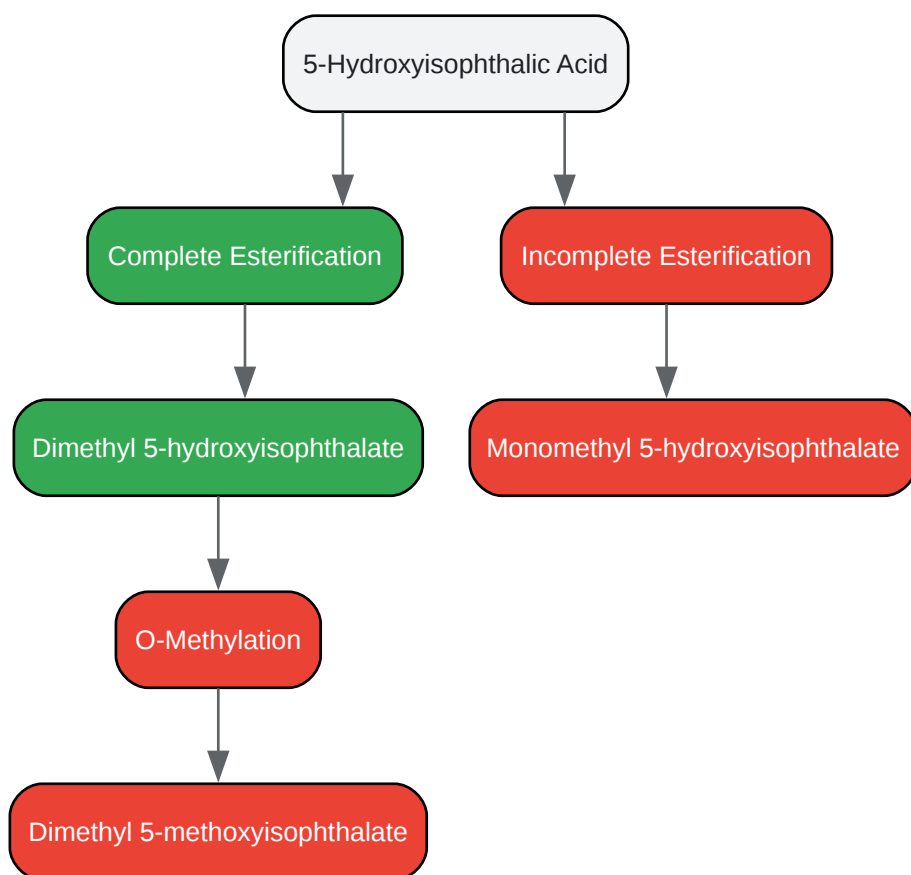 5-Hydroxyisophthalic Acid
Complete Esterification
Incomplete Esterification
Dimethyl 5-hydroxyisophthalate
Monomethyl 5-hydroxyisophthalate
O-Methylation
Dimethyl 5-methoxyisophthalate